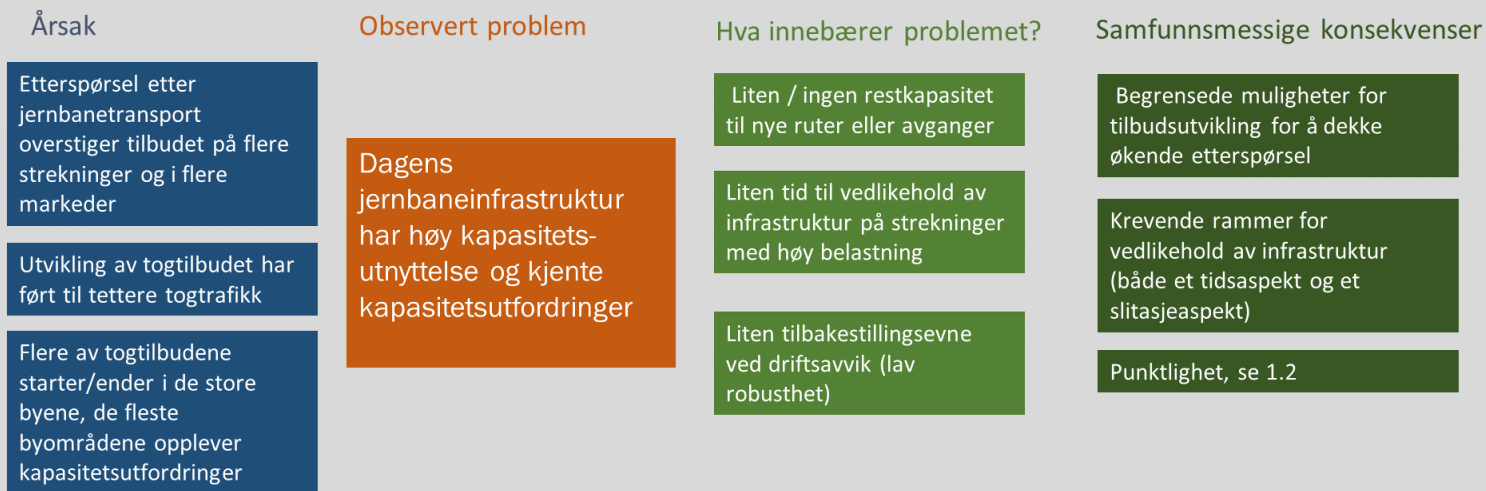 Årsak
Etterspørsel etter
jernbanetransport
overstiger tilbudet på flere
strekninger og i flere
markeder
Utvikling av togtilbudet har
ført til tettere togtrafikk
Flere av togtilbudene
starter/ender i de store
byene, de fleste
byområdene opplever
kapasitetsutfordringer
Observert problem
Dagens
jernbaneinfrastruktur
har høy kapasitets-
utnyttelse og kjente
kapasitetsutfordringer
Hva innebærer problemet?
Liten / ingen restkapasitet
til nye ruter eller avganger
Liten tid til vedlikehold av
infrastruktur på strekninger
med høy belastning
Liten tilbakestillingsevne
ved driftsavvik (lav
robusthet)
Samfunnsmessige konsekvenser
Begrensede muligheter for
tilbudsutvikling for å dekke
økende etterspørsel
Krevende rammer for
vedlikehold av infrastruktur
(både et tidsaspekt og et
slitasjeaspekt)
Punktlighet, se 1.2